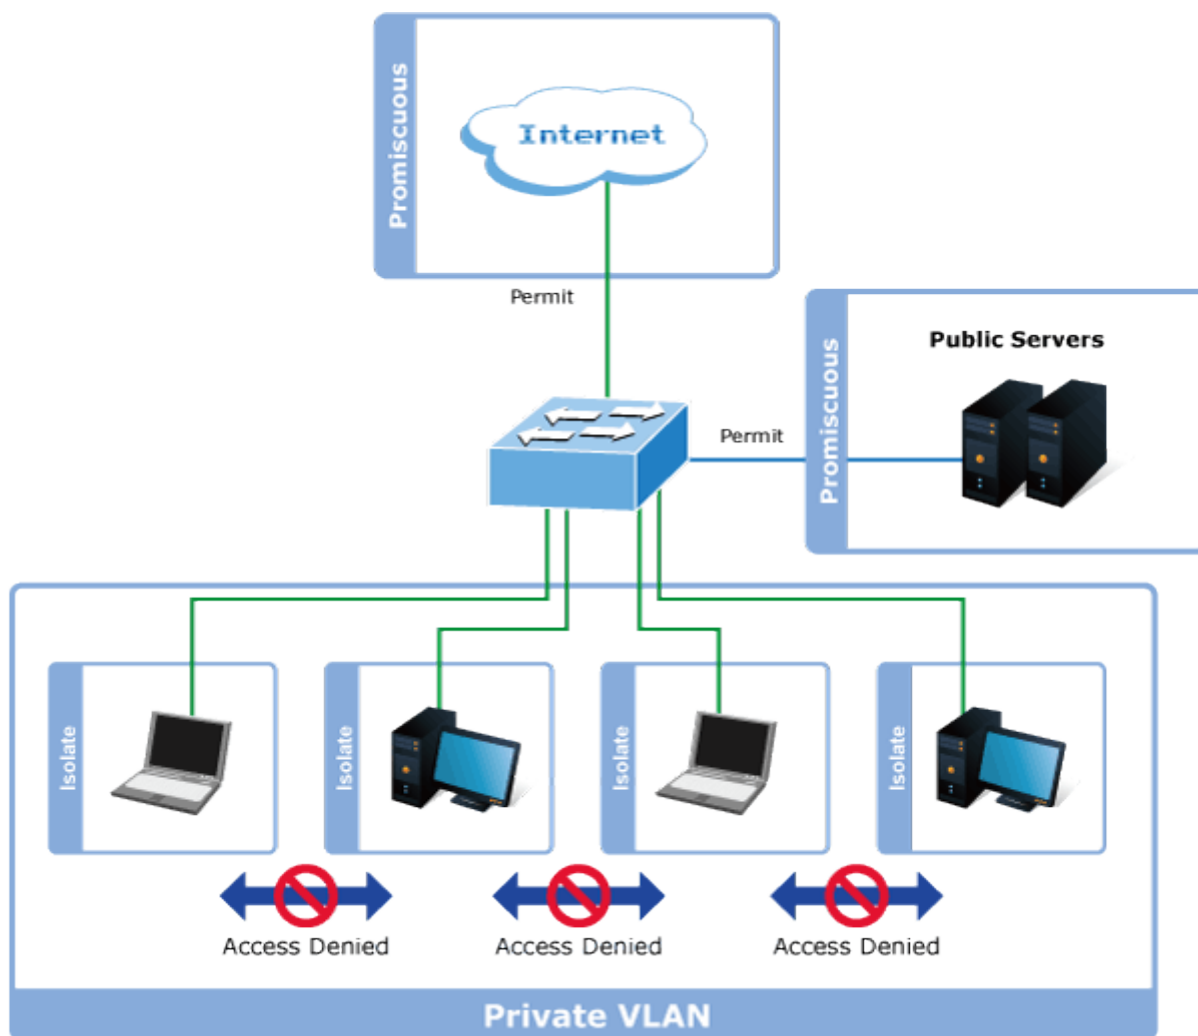 Promiscuous
Internet
Permit
Promiscuous
Public Servers
Permit
Isolate
Isolate
Isolate
Isolate
Access Denied
Access Denied
Access Denied
Private VLAN